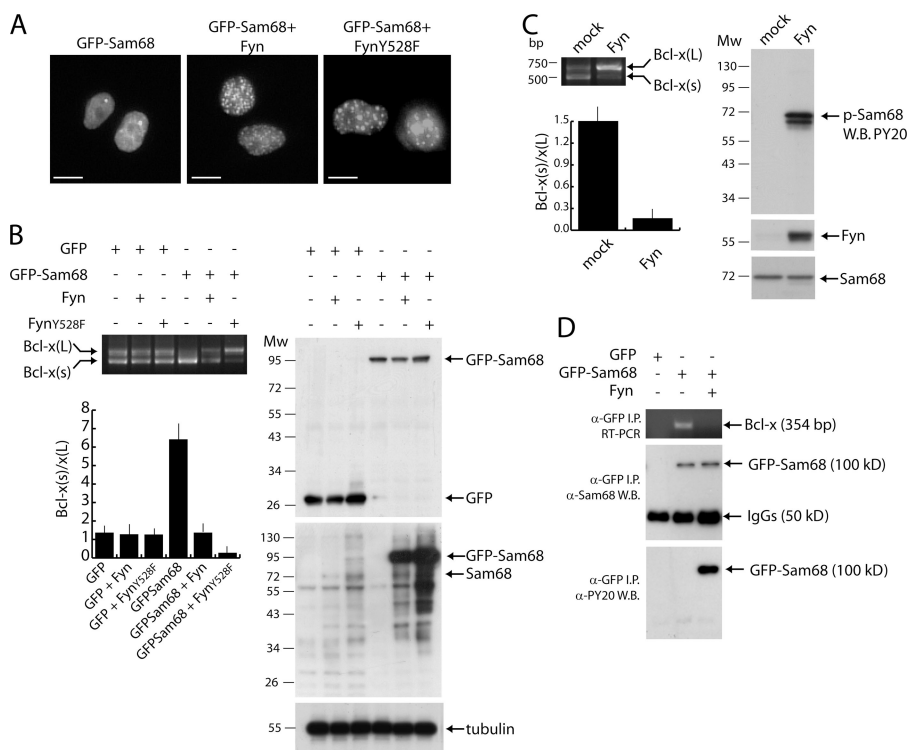 A
GFP-Sam68
GFP-Sam68+
Fyn
GFP-Sam68+
FynY528F
B
GFP + + + - - -
GFP-Sam68 - - - + + +
Fyn - + - - + -
FynY528F - - + - - +
Bcl-x(L)
Bcl-x(s)
Bcl-x(s)/x(L)
8
7
6
5
4
3
2
1
0
GFP
GFP + Fyn
GFP + FynY528F
GFPSam68
GFPSam68 + Fyn
GFPSam68 + FynY528F
+ + + - - -
- - - + + +
- + - - + -
- - + - - +
Mw
95
72
55
43
34
26
GFP-Sam68
GFP
130
95
72
55
43
34
26
GFP-Sam68
Sam68
55
tubulin
C
bp
mock
Fyn
750
500
Bcl-x(L)
Bcl-x(s)
Bcl-x(s)/x(L)
1.5
1.2
0.9
0.6
0.3
0.0
mock
Fyn
Mw
mock
Fyn
130
95
72
55
43
34
p-Sam68
W.B. PY20
55
Fyn
72
Sam68
D
GFP + - -
GFP-Sam68 - + +
Fyn - - +
α-GFP I.P.
RT-PCR
Bcl-x (354 bp)
α-GFP I.P.
α-Sam68 W.B.
GFP-Sam68 (100 kD)
IgGs (50 kD)
α-GFP I.P.
α-PY20 W.B.
GFP-Sam68 (100 kD)